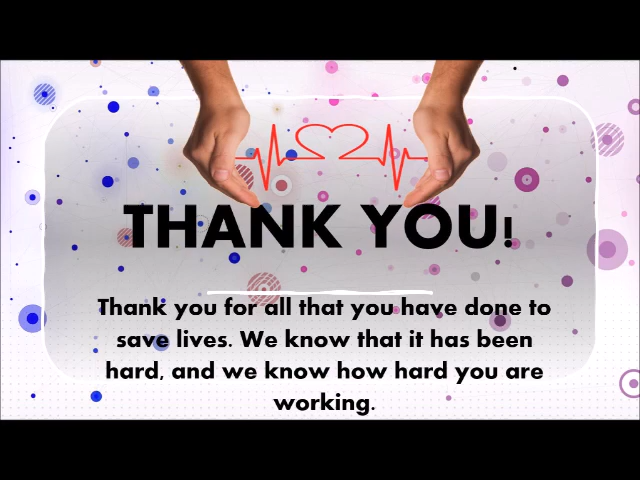 THANK YOU!
Thank you for all that you have done to
save lives. We know that it has been
hard, and we know how hard you are
working.